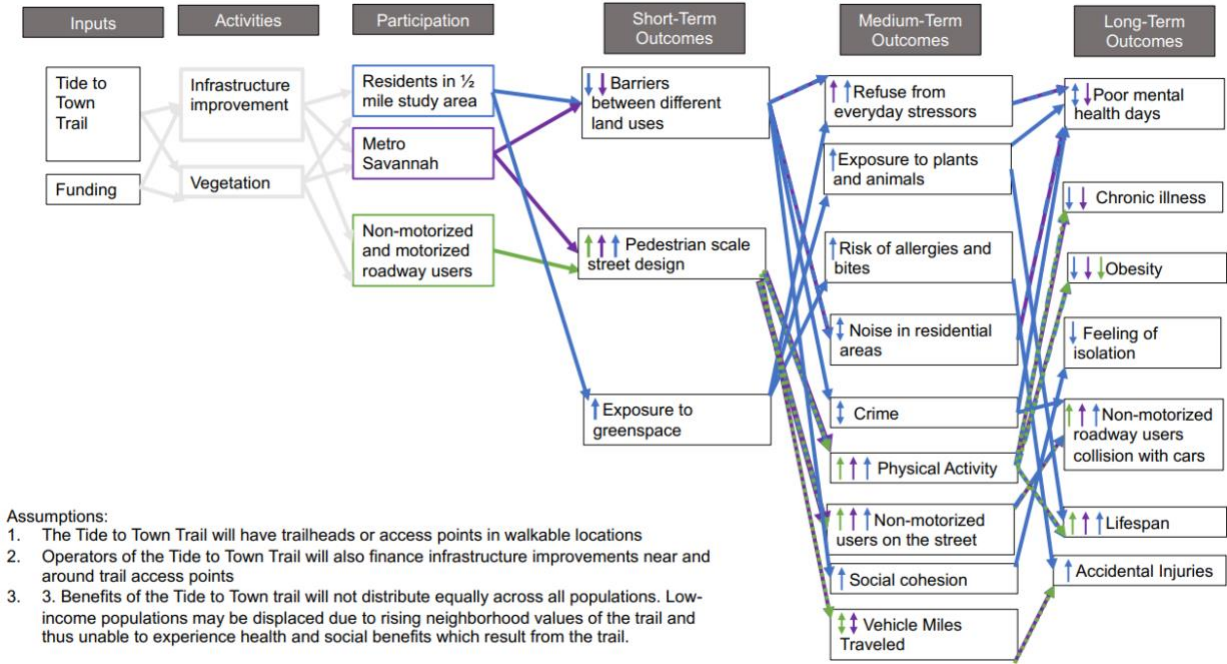 Inputs
Activities
Participation
Short-Term
Outcomes
Medium-Term
Outcomes
Long-Term
Outcomes
Tide to
Town
Trail
Funding
Infrastructure
improvement
Vegetation
Residents in ½
mile study area
Metro
Savannah
Non-motorized
and motorized
roadway users
Barriers
between different
land uses
Pedestrian scale
street design
Exposure to
greenspace
Refuse from
everyday stressors
Exposure to plants
and animals
Risk of allergies and
bites
Noise in residential
areas
Crime
Physical Activity
Non-motorized
users on the street
Social cohesion
Vehicle Miles
Traveled
Poor mental
health days
Chronic illness
Obesity
Feeling of
isolation
Non-motorized
roadway users
collision with cars
Lifespan
Accidental Injuries
Assumptions:
1. The Tide to Town Trail will have trailheads or access points in walkable locations
2. Operators of the Tide to Town Trail will also finance infrastructure improvements near and
around trail access points
3. 3. Benefits of the Tide to Town trail will not distribute equally across all populations. Low-
income populations may be displaced due to rising neighborhood values of the trail and
thus unable to experience health and social benefits which result from the trail.